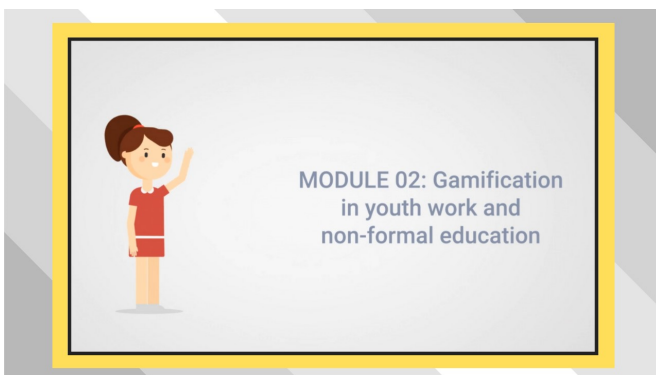 MODULE 02: Gamification
in youth work and
non-formal education